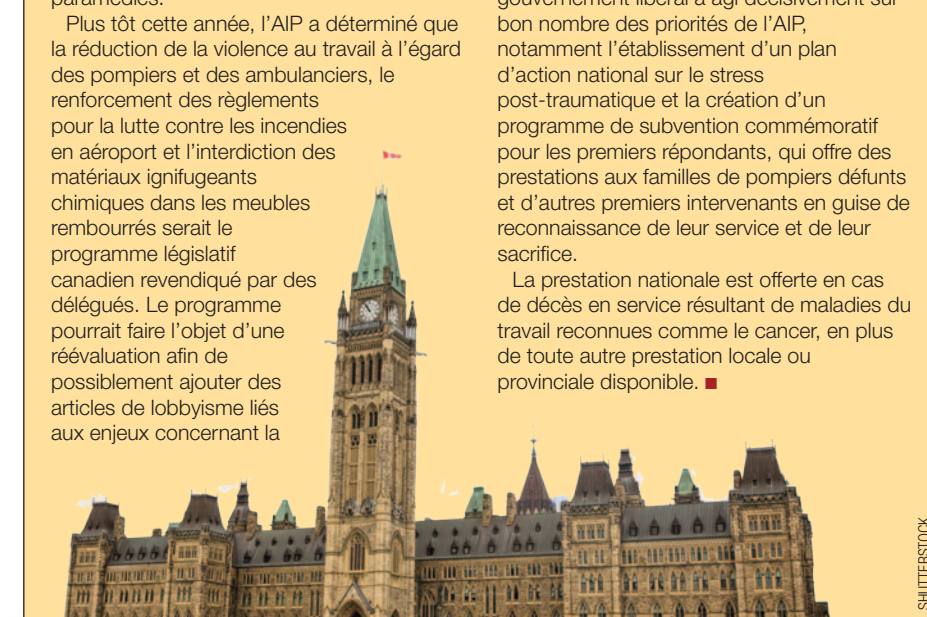 paramédics.
Plus tôt cette année, l’AIP a déterminé que
la réduction de la violence au travail à l’égard
des pompiers et des ambulanciers, le
renforcement des règlements
pour la lutte contre les incendies
en aéroport et l’interdiction des
matériaux ignifugeants
chimiques dans les meubles
rembourrés serait le
programme législatif
canadien revendiqué par des
délégués. Le programme
pourrait faire l’objet d’une
réévaluation afin de
possiblement ajouter des
articles de lobbyisme liés
aux enjeux concernant la
gouvernement libéral a agi décisivement sur
bon nombre des priorités de l’AIP,
notamment l’établissement d’un plan
d’action national sur le stress
post-traumatique et la création d’un
programme de subvention commémoratif
pour les premiers répondants, qui offre des
prestations aux familles de pompiers défunts
et d’autres premiers intervenants en guise de
reconnaissance de leur service et de leur
sacrifice.
La prestation nationale est offerte en cas
de décès en service résultant de maladies du
travail reconnues comme le cancer, en plus
de toute autre prestation locale ou
provinciale disponible. ■
SHUTTERSTOCK